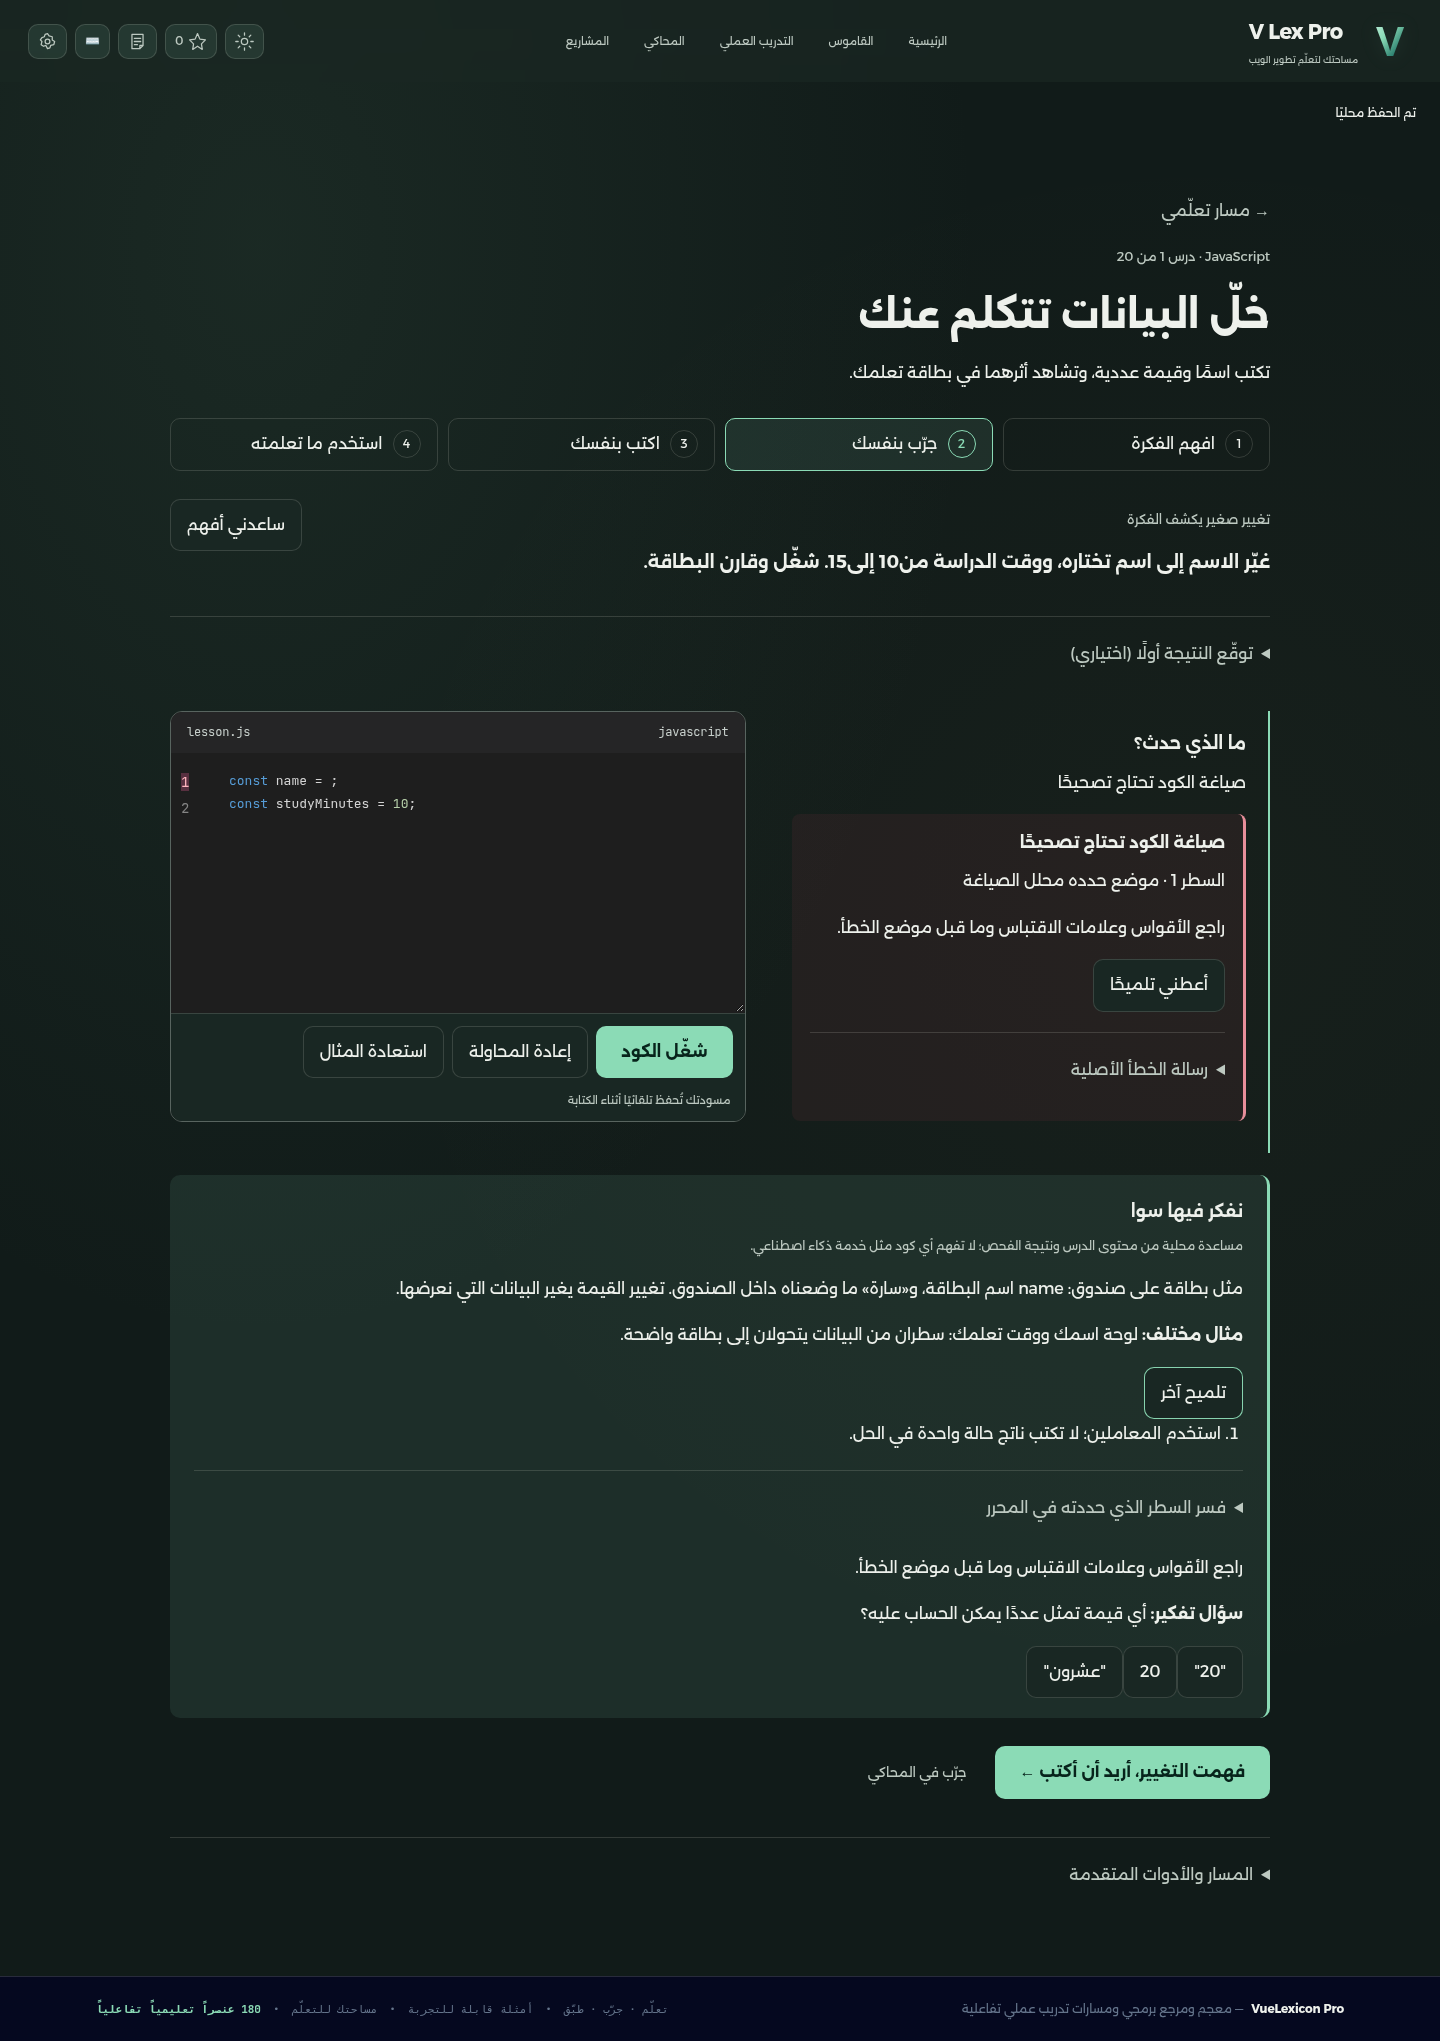 V
V Lex Pro
مساحتك لتعلّم تطوير الويب
الرئيسية
القاموس
التدريب العملي
المحاكي
المشاريع
0
تم الحفظ محليًا
→ مسار تعلّمي
JavaScript · درس 1 من 20
خلّ البيانات تتكلم عنك
تكتب اسمًا وقيمة عددية، وتشاهد أثرهما في بطاقة تعلمك.
1 افهم الفكرة
2 جرّب بنفسك
3 اكتب بنفسك
4 استخدم ما تعلمته
تغيير صغير يكشف الفكرة
ساعدني أفهم
غيّر الاسم إلى اسم تختاره، ووقت الدراسة من10 إلى15. شغّل وقارن البطاقة.
◀ توقّع النتيجة أولًا (اختياري)
ما الذي حدث؟
صياغة الكود تحتاج تصحيحًا
صياغة الكود تحتاج تصحيحًا
السطر 1 · موضع حدده محلل الصياغة
راجع الأقواس وعلامات الاقتباس وما قبل موضع الخطأ.
أعطني تلميحًا
◀ رسالة الخطأ الأصلية
lesson.js javascript
1 const name = ;
2 const studyMinutes = 10;
شغّل الكود
إعادة المحاولة
استعادة المثال
مسودتك تُحفظ تلقائيًا أثناء الكتابة
نفكر فيها سوا
مساعدة محلية من محتوى الدرس ونتيجة الفحص؛ لا تفهم أي كود مثل خدمة ذكاء اصطناعي.
مثل بطاقة على صندوق: name اسم البطاقة، و«سارة» ما وضعناه داخل الصندوق. تغيير القيمة يغير البيانات التي نعرضها.
مثال مختلف: لوحة اسمك ووقت تعلمك: سطران من البيانات يتحولان إلى بطاقة واضحة.
تلميح آخر
1. استخدم المعاملين؛ لا تكتب ناتج حالة واحدة في الحل.
◀ فسر السطر الذي حددته في المحرر
راجع الأقواس وعلامات الاقتباس وما قبل موضع الخطأ.
سؤال تفكير: أي قيمة تمثل عددًا يمكن الحساب عليه؟
"20"
20
"عشرون"
فهمت التغيير، أريد أن أكتب ←
جرّب في المحاكي
◀ المسار والأدوات المتقدمة
VueLexicon Pro — معجم ومرجع برمجي ومسارات تدريب عملي تفاعلية
تعلّم · جرّب · طبّق • أمثلة قابلة للتجربة • مساحتك للتعلّم • 180 عنصراً تعليمياً تفاعلياً